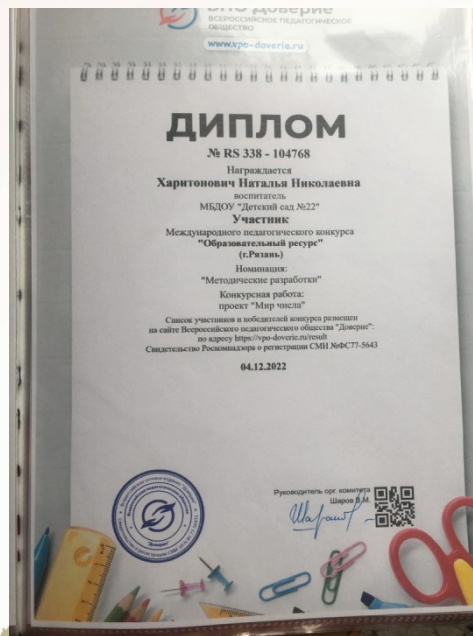 ВПО Доверие
ВСЕРОССИЙСКОЕ ПЕДАГОГИЧЕСКОЕ
ОБЩЕСТВО
www.vpo-doverie.ru
ДИПЛОМ
№ RS 338 - 104768
Награждается
Харитонович Наталья Николаевна
воспитатель
МБДОУ "Детский сад №22"
Участник
Международного педагогического конкурса
"Образовательный ресурс"
(г.Рязань)
Номинация:
"Методические разработки"
Конкурсная работа:
проект "Мир числа"
Список участников и победителей конкурса размещен
на сайте Всероссийского педагогического общества "Доверие":
по адресу https://vpo-doverie.ru/result
Свидетельство Роскомнадзора о регистрации СМИ №ФС77-5643
04.12.2022
Руководитель орг. комитета
Шаров В.М.
"Доверие"